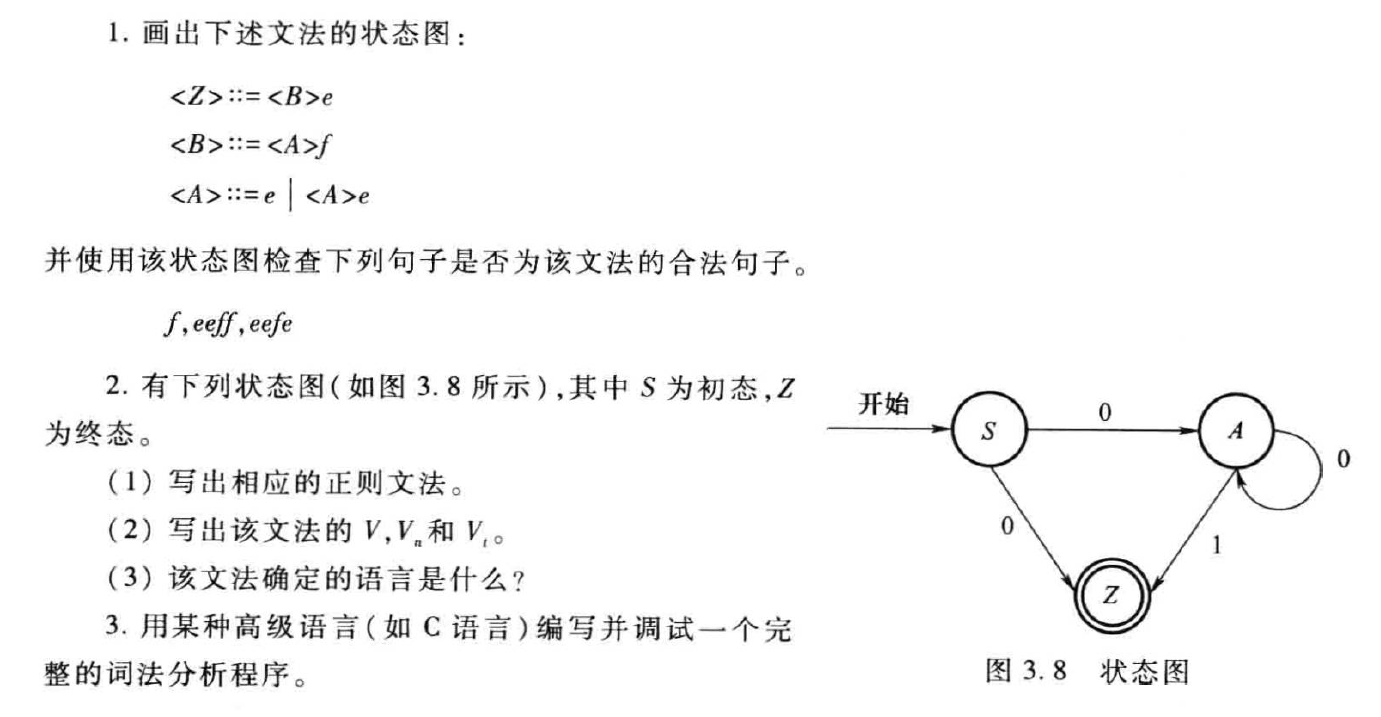 1. 画出下述文法的状态图：
<Z>::=<B>e
<B>::=<A>f
<A>::=e | <A>e
并使用该状态图检查下列句子是否为该文法的合法句子。
f,eeff,eefe
2. 有下列状态图(如图 3.8 所示),其中 S 为初态,Z
为终态。
(1) 写出相应的正则文法。
(2) 写出该文法的 V,Vn和 Vt。
(3) 该文法确定的语言是什么?
3. 用某种高级语言(如 C 语言)编写并调试一个完
整的词法分析程序。
开始
S
0
A
0
0
1
Z
图 3.8 状态图